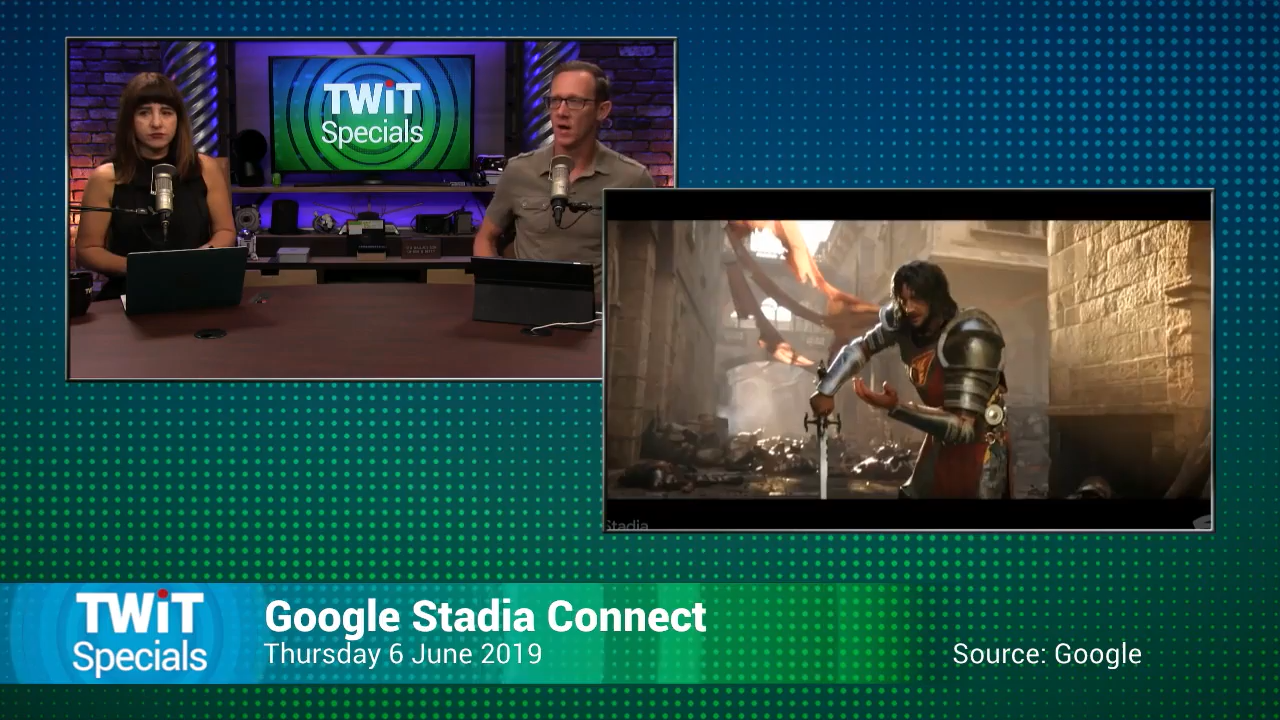 TWiT
Specials
Stadia
TWiT
Specials
Google Stadia Connect
Thursday 6 June 2019
Source: Google